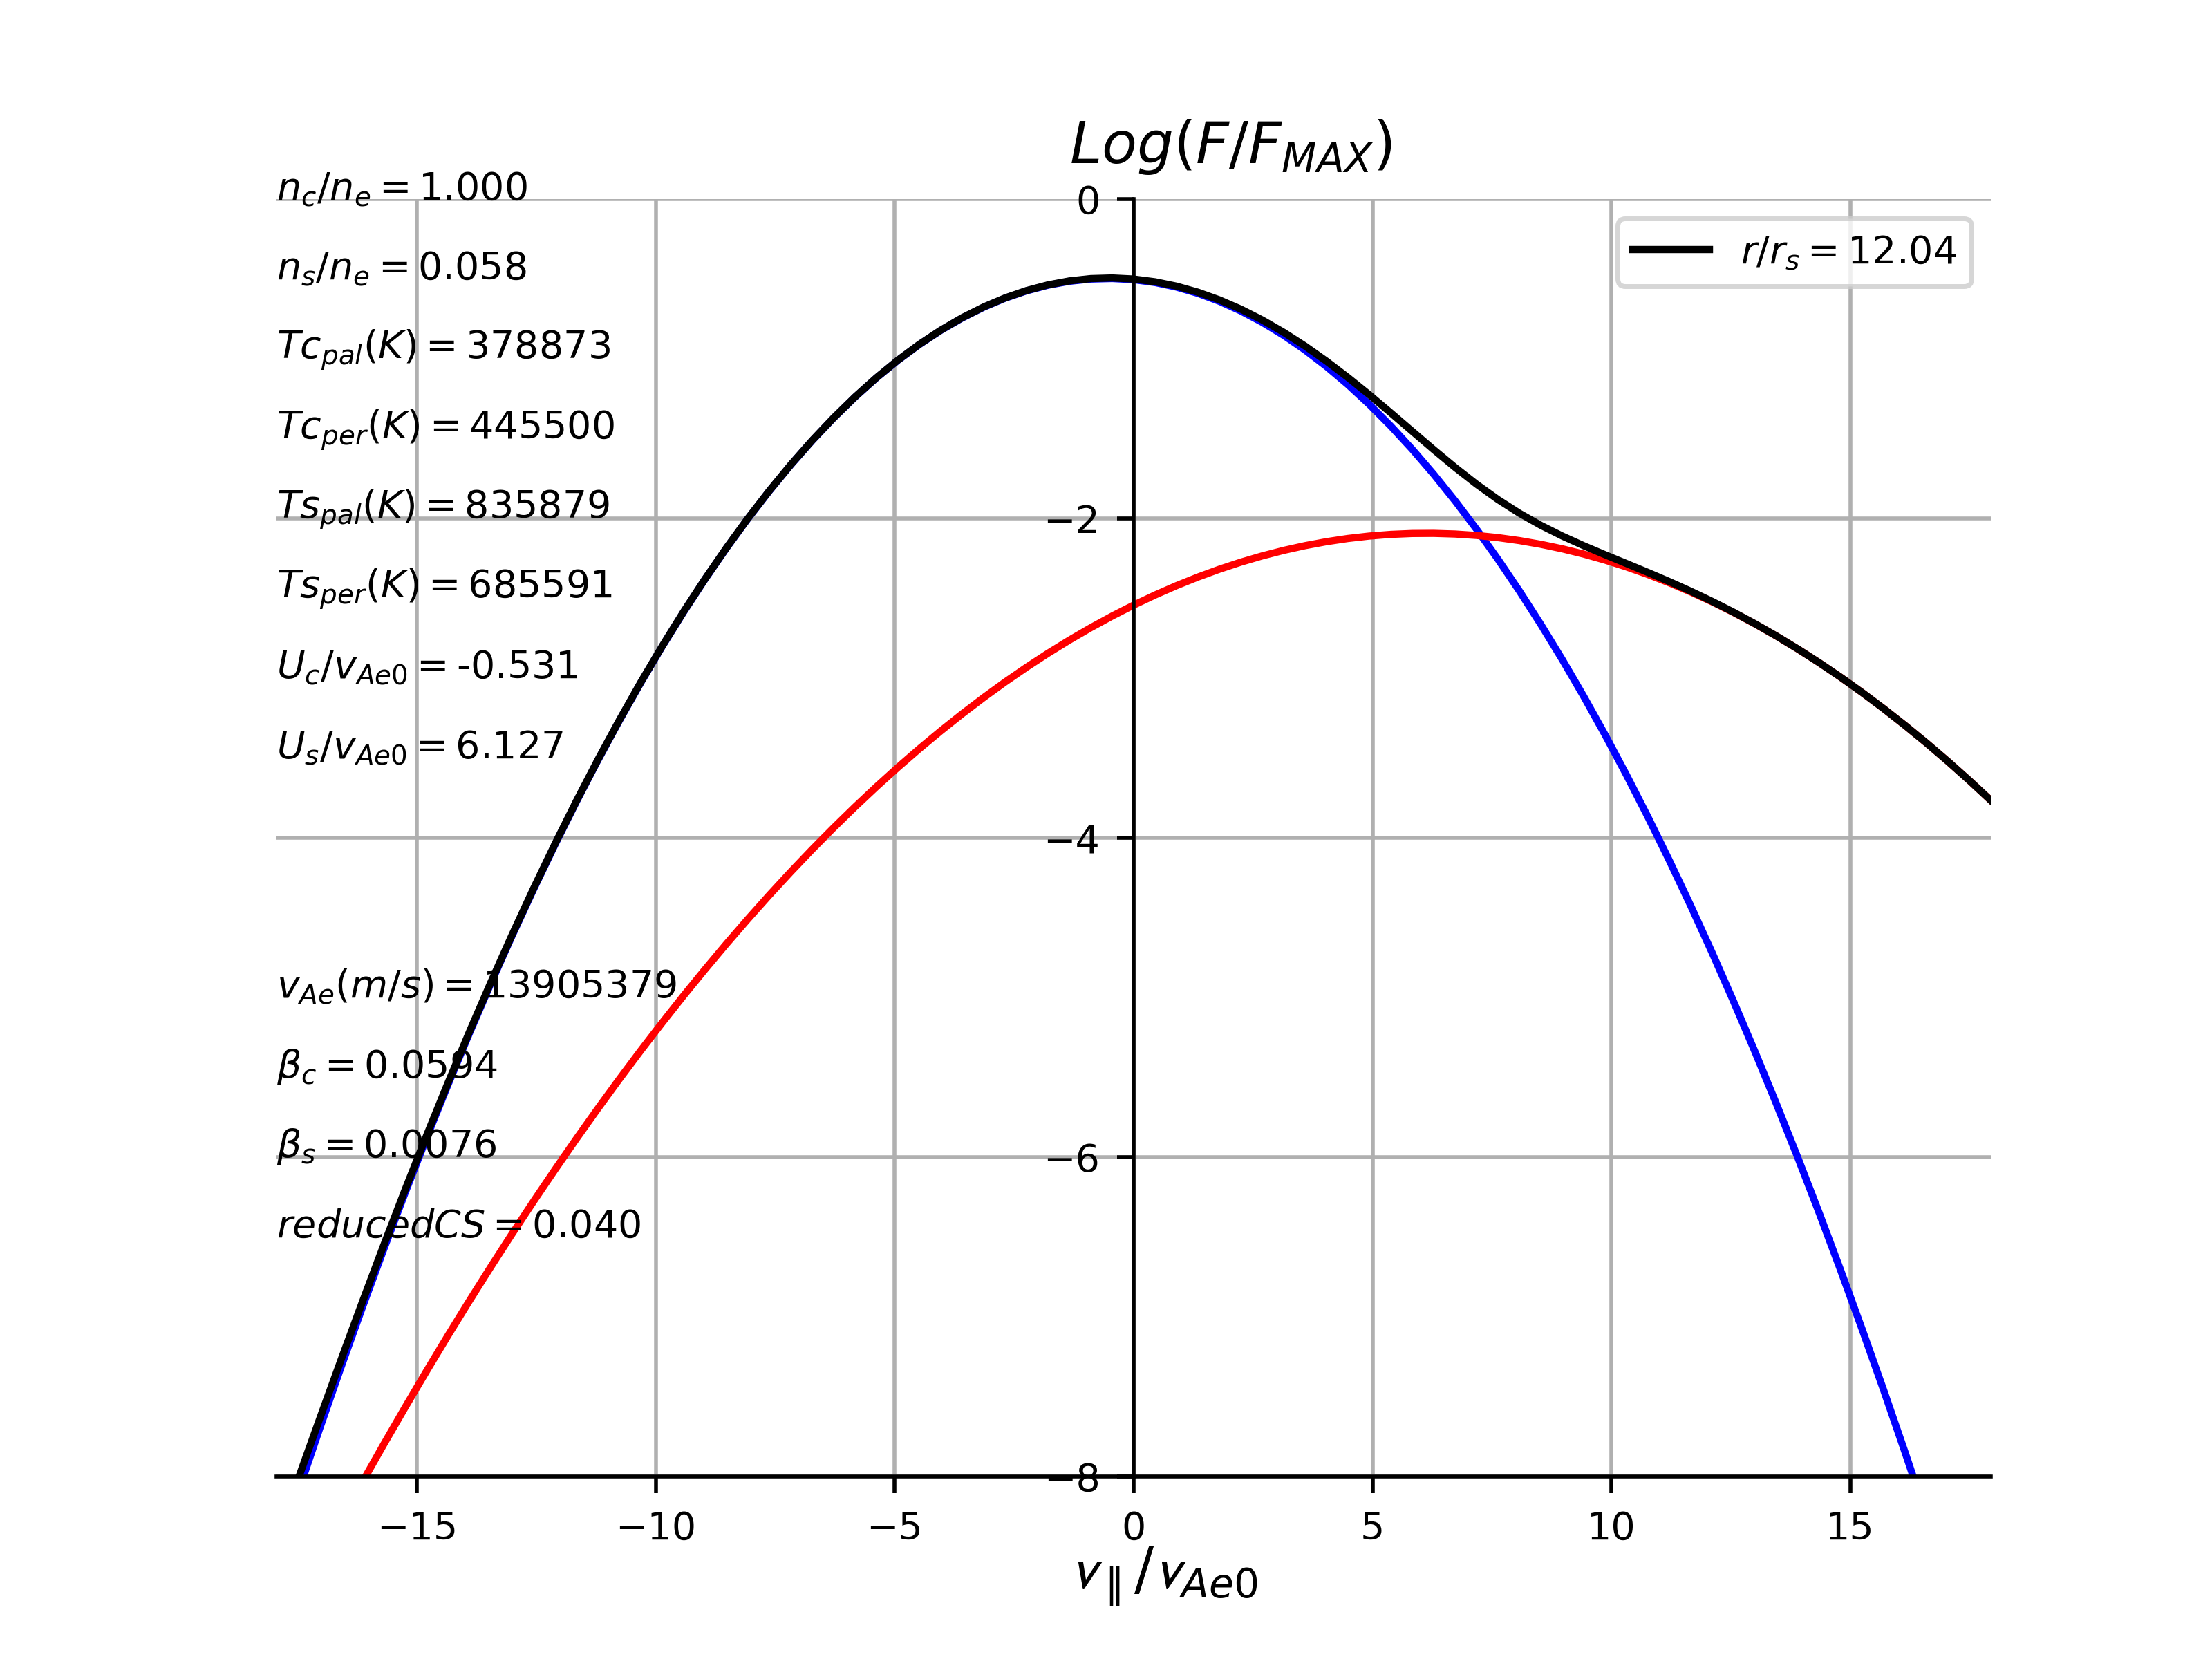 Log(F/F_MAX)
n_c/n_e = 1.000
n_s/n_e = 0.058
Tc_pal(K) = 378873
Tc_per(K) = 445500
Ts_pal(K) = 835879
Ts_per(K) = 685591
U_c/v_Ae0 = -0.531
U_s/v_Ae0 = 6.127
v_Ae(m/s) = 13905379
β_c = 0.0594
β_s = 0.0076
reducedCS = 0.040
r/r_s = 12.04
0
−2
−4
−6
−8
−15 −10 −5 0 5 10 15
v_∥/v_Ae0